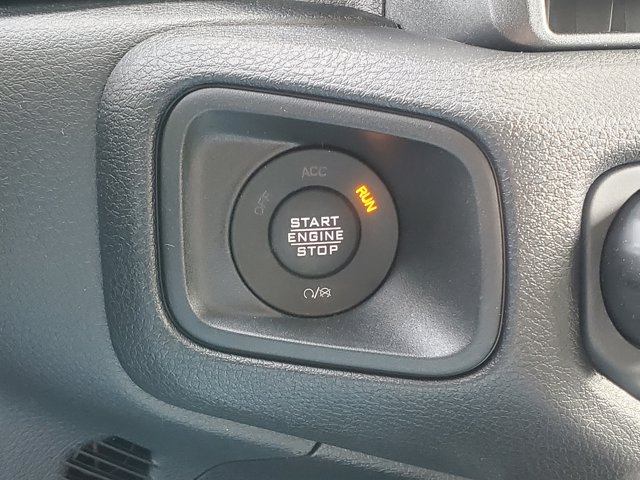 ACC
OFF
RUN
START
ENGINE
STOP